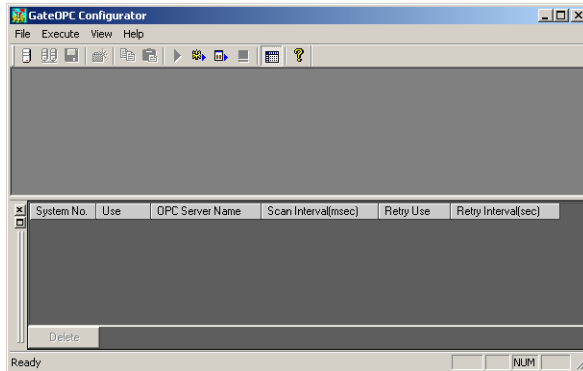 GateOPC Configurator
File Execute View Help
System No. Use OPC Server Name Scan Interval(msec) Retry Use Retry Interval(sec)
Delete
Ready NUM